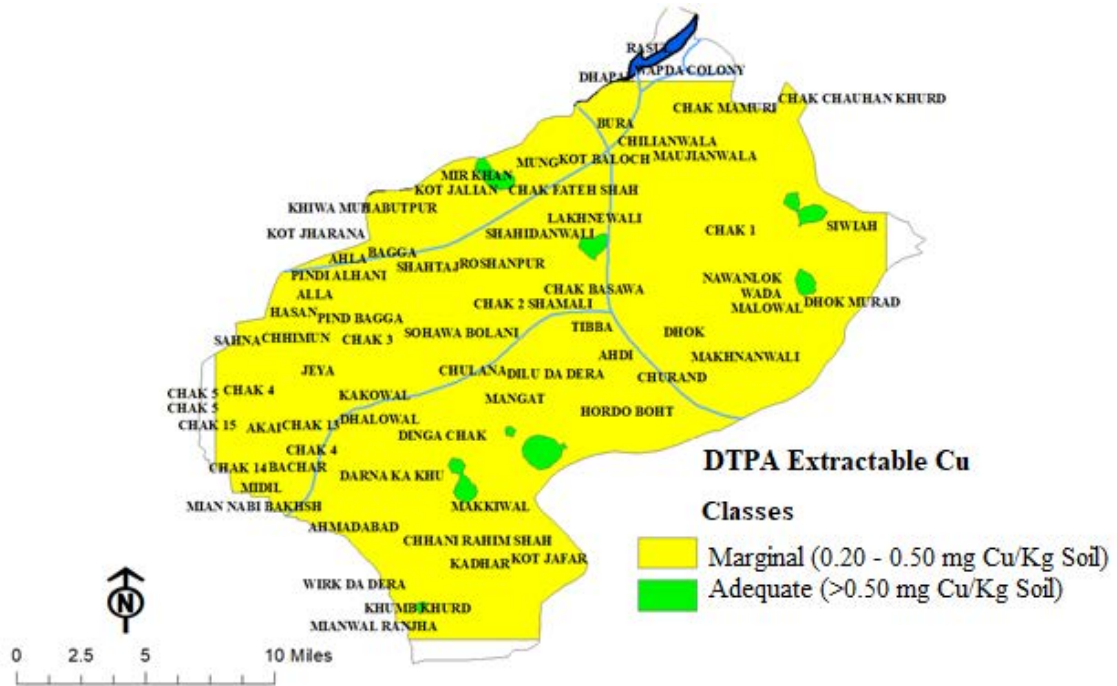 RASUL
DHAPAI WAPDA COLONY
CHAK MAMURI
CHAK CHAUHAN KHURD
BURA
CHILIANWALA
MUNG
KOT BALOCH
MAUJIANWALA
MIR KHAN
KOT JALIAN
CHAK FATEH SHAH
KHIWA MUHABUTPUR
LAKHNEWALI
KOT JHARANA
SHAHIDANWALI
CHAK 1
SIWIAH
AHLA
BAGGA
SHAHTAJ
ROSHANPUR
PINDI ALHANI
NAWANLOK
ALLA
CHAK BASAWA
WADA
CHAK 2 SHAMALI
MALOWAL
DHOK MURAD
HASAN
PIND BAGGA
TIBBA
DHOK
SAHNA
CHHIMUN
CHAK 3
SOHAWA BOLANI
AHDI
MAKHNANWALI
JEYA
CHULANA
DILU DA DERA
CHURAND
CHAK 5
CHAK 4
KAKOWAL
MANGAT
CHAK 5
HORDO BOHT
CHAK 15
AKAI
CHAK 13
DHALOWAL
DINGA CHAK
CHAK 4
CHAK 14
BACHAR
DARNA KA KHU
MIDIL
MIAN NABI BAKHSH
MAKKIWAL
AHMADABAD
CHHANI RAHIM SHAH
KADHAR
KOT JAFAR
WIRK DA DERA
KHUMB KHURD
MIANWAL RANJHA
DTPA Extractable Cu
Classes
Marginal (0.20 - 0.50 mg Cu/Kg Soil)
Adequate (>0.50 mg Cu/Kg Soil)
N
0 2.5 5 10 Miles